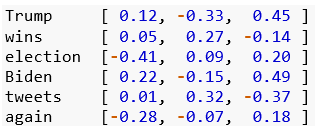 Trump [ 0.12, -0.33, 0.45 ]
wins [ 0.05, 0.27, -0.14 ]
election [-0.41, 0.09, 0.20 ]
Biden [ 0.22, -0.15, 0.49 ]
tweets [ 0.01, 0.32, -0.37 ]
again [-0.28, -0.07, 0.18 ]